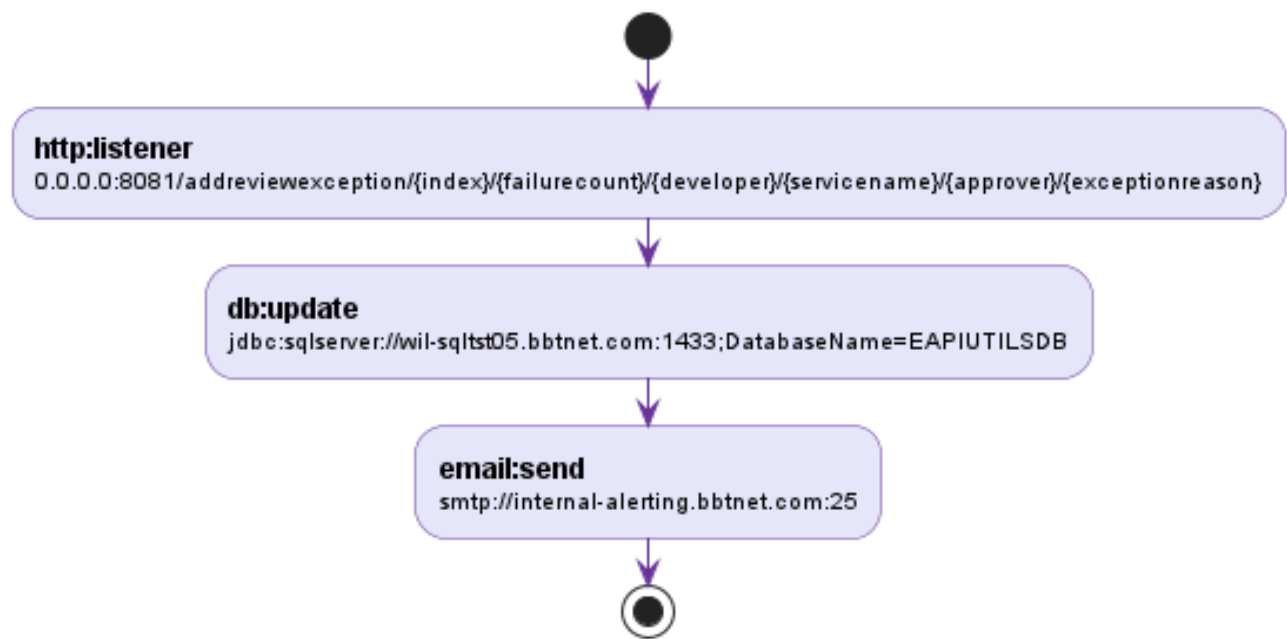 http:listener
0.0.0.0:8081/addreviewexception/{index}/{failurecount}/{developer}/{servicename}/{approver}/{exceptionreason}
db:update
jdbc:sqlserver://wil-sqltst05.bbtnet.com:1433;DatabaseName=EAPIUTILSDB
email:send
smtp://internal-alerting.bbtnet.com:25